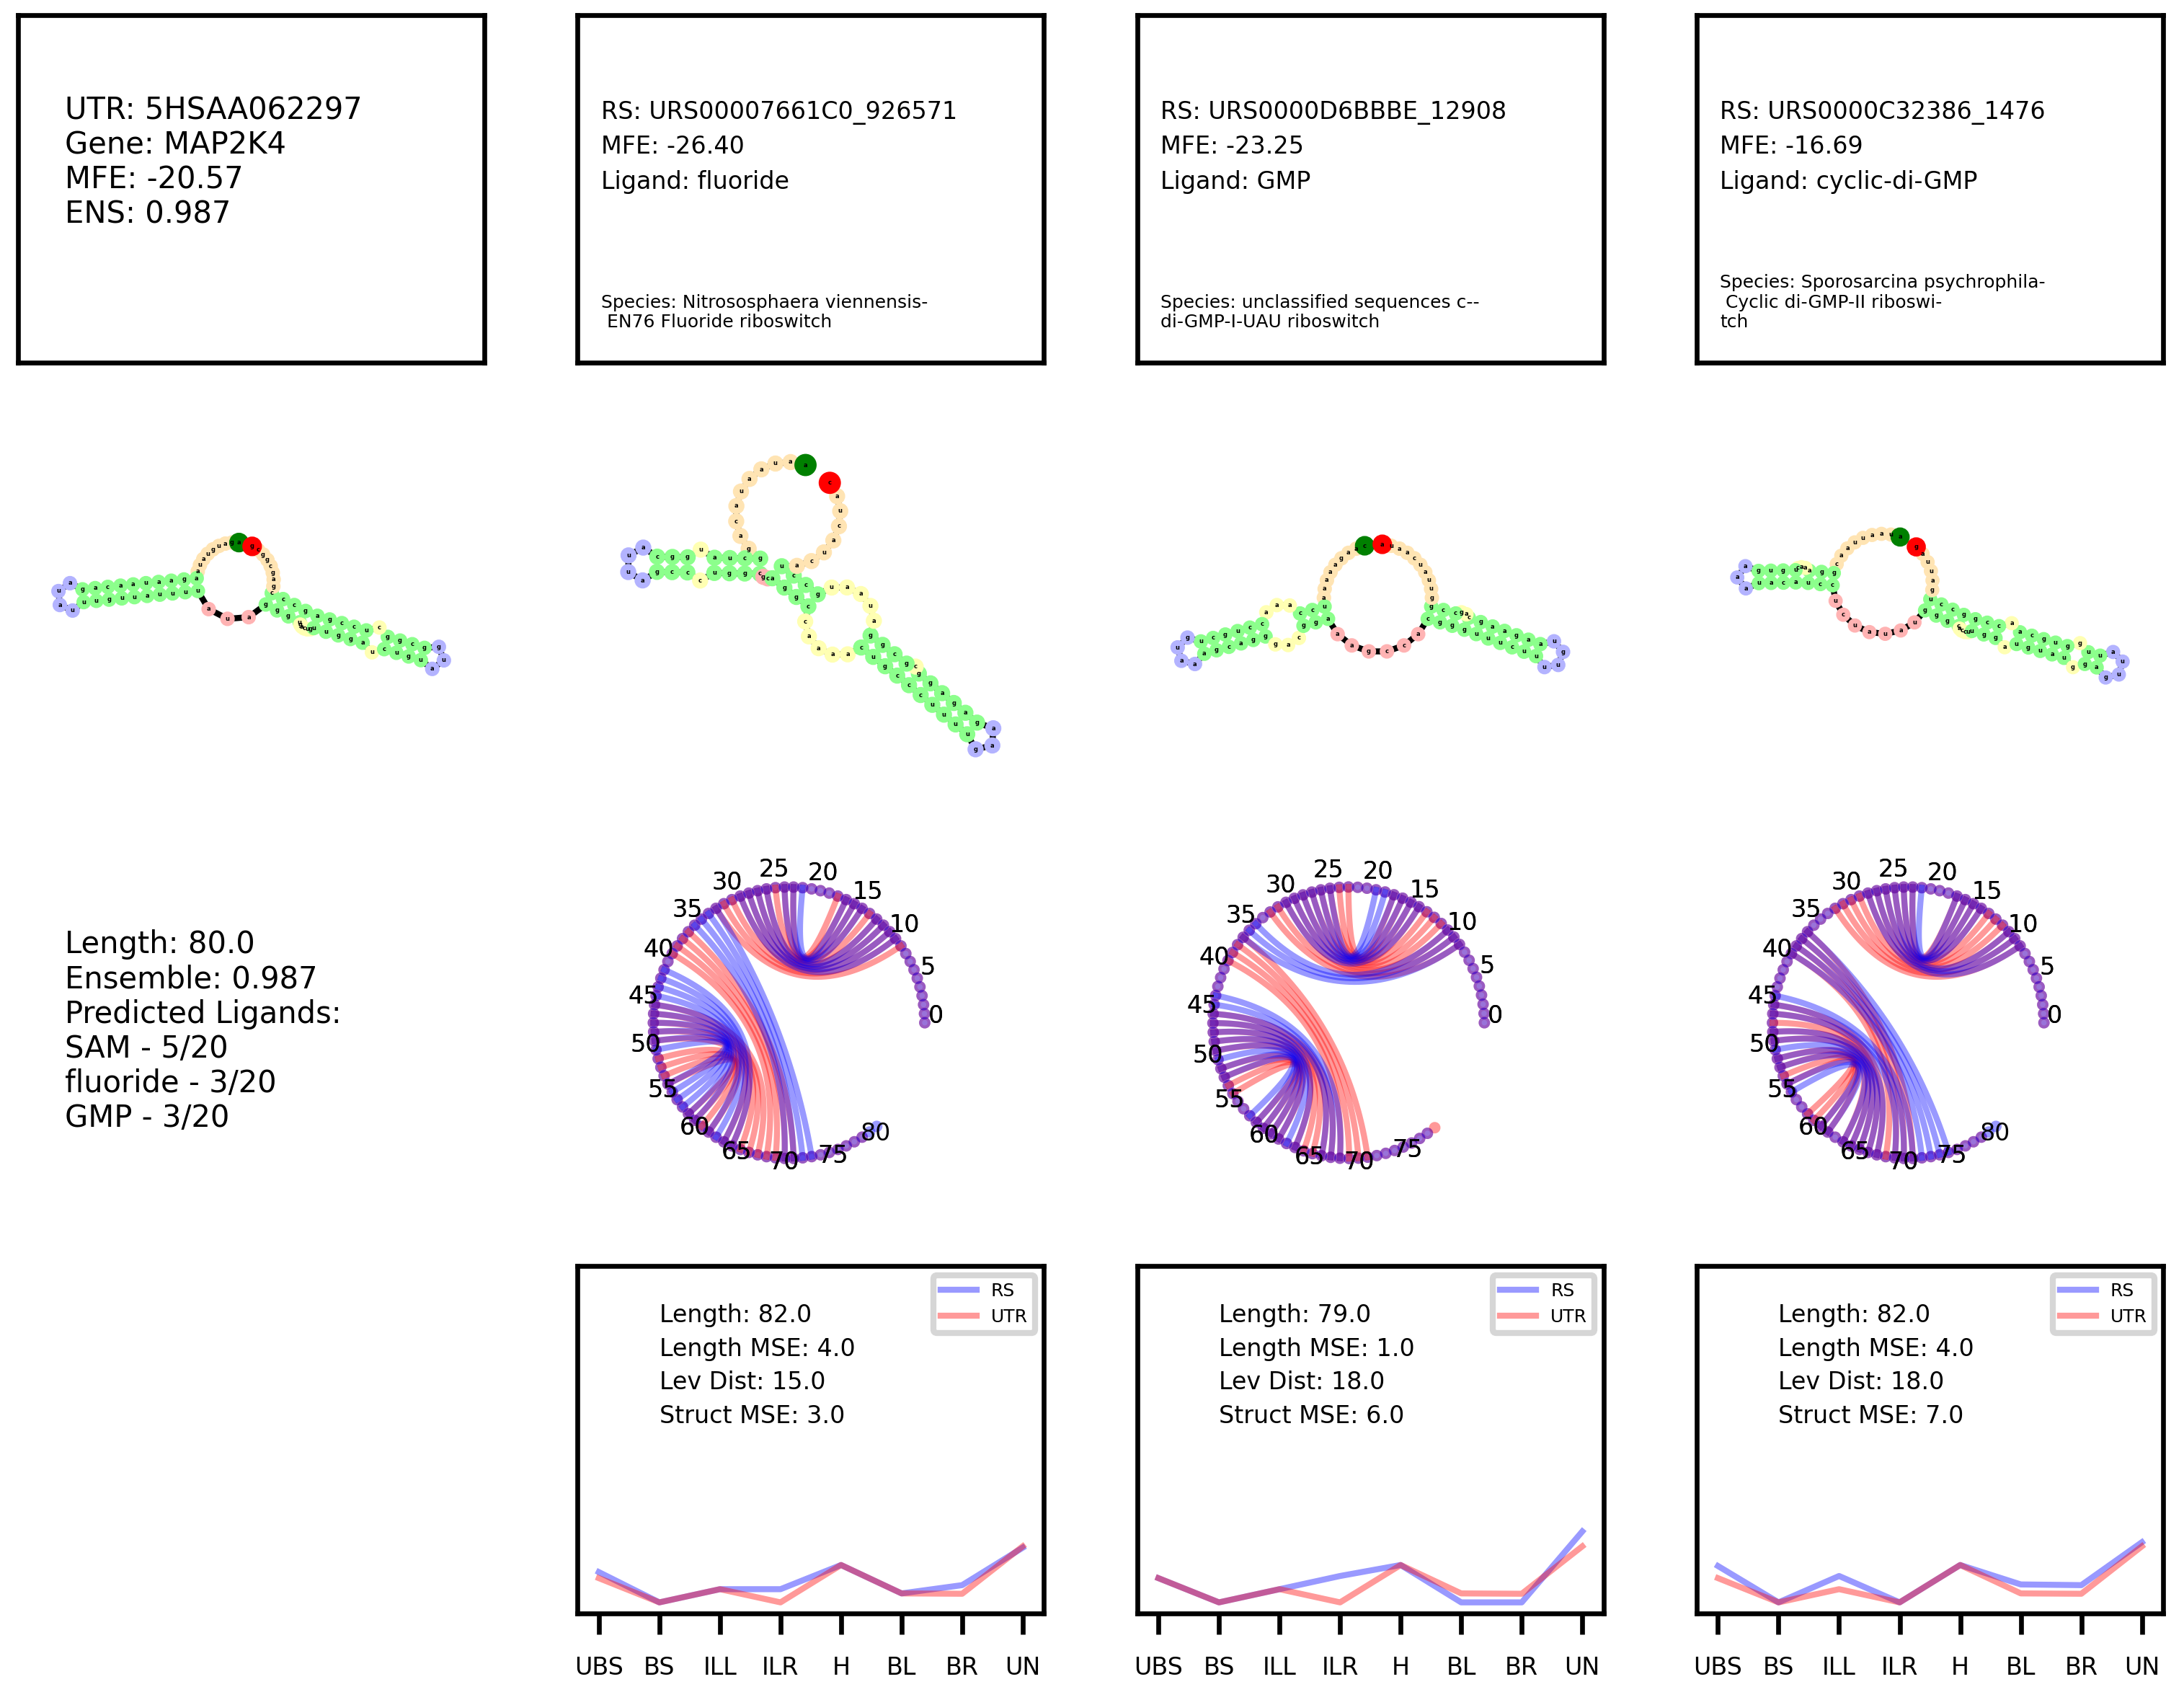 UTR: 5HSAA062297
Gene: MAP2K4
MFE: -20.57
ENS: 0.987
RS: URS00007661C0_926571
MFE: -26.40
Ligand: fluoride
Species: Nitrososphaera viennensis-
EN76 Fluoride riboswitch
RS: URS0000D6BBBE_12908
MFE: -23.25
Ligand: GMP
Species: unclassified sequences c--
di-GMP-I-UAU riboswitch
RS: URS0000C32386_1476
MFE: -16.69
Ligand: cyclic-di-GMP
Species: Sporosarcina psychrophila-
Cyclic di-GMP-II riboswi-
tch
Length: 80.0
Ensemble: 0.987
Predicted Ligands:
SAM - 5/20
fluoride - 3/20
GMP - 3/20
0
5
10
15
20
25
30
35
40
45
50
55
60
65
70
75
80
0
5
10
15
20
25
30
35
40
45
50
55
60
65
70
75
0
5
10
15
20
25
30
35
40
45
50
55
60
65
70
75
80
RS
UTR
Length: 82.0
Length MSE: 4.0
Lev Dist: 15.0
Struct MSE: 3.0
UBS BS ILL ILR H BL BR UN
RS
UTR
Length: 79.0
Length MSE: 1.0
Lev Dist: 18.0
Struct MSE: 6.0
UBS BS ILL ILR H BL BR UN
RS
UTR
Length: 82.0
Length MSE: 4.0
Lev Dist: 18.0
Struct MSE: 7.0
UBS BS ILL ILR H BL BR UN